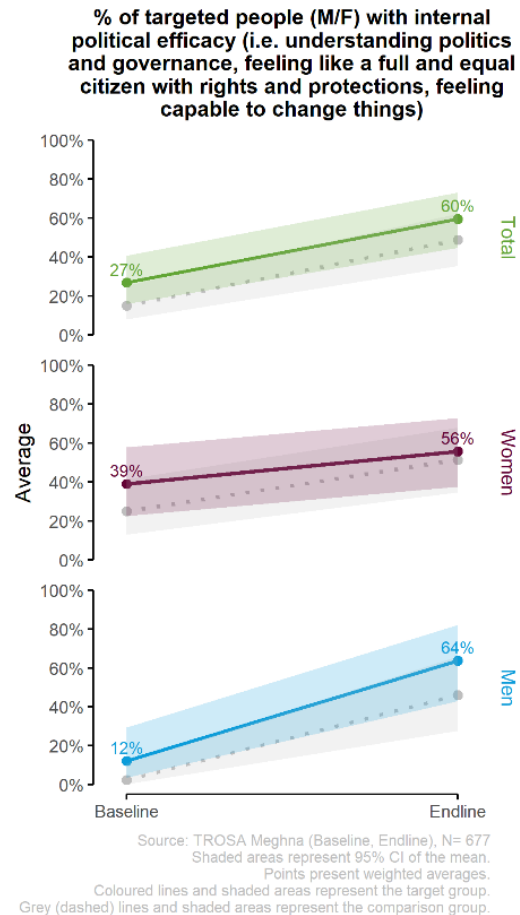 % of targeted people (M/F) with internal
political efficacy (i.e. understanding politics
and governance, feeling like a full and equal
citizen with rights and protections, feeling
capable to change things)
100%
80%
60%
40%
20%
0%
27%
60%
Total
Average
100%
80%
60%
40%
20%
0%
39%
56%
Women
100%
80%
60%
40%
20%
0%
12%
64%
Men
Baseline
Endline
Source: TROSA Meghna (Baseline, Endline), N= 677
Shaded areas represent 95% CI of the mean.
Points present weighted averages.
Coloured lines and shaded areas represent the target group.
Grey (dashed) lines and shaded areas represent the comparison group.